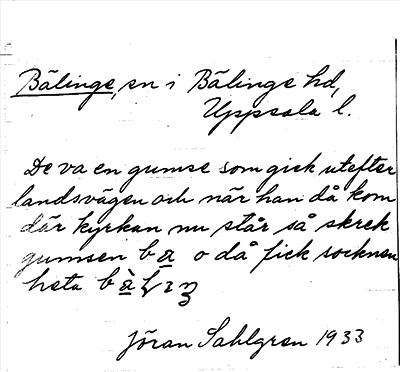 Bälinge, sn i Bälinge hd,
Uppsala l.
De va en gumse som gick utefter
landsvägen och när han då kom
där kyrkan nu står så skrek
gumsen bä o då fick socknen
heta
Jöran Sahlgren 1933